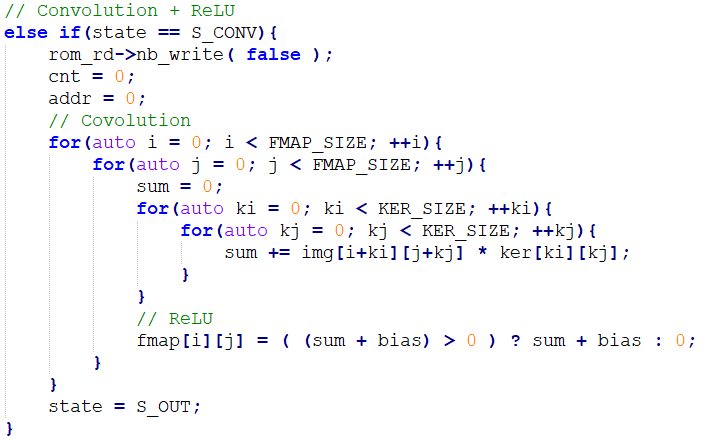 // Convolution + ReLU
else if(state == S_CONV){
    rom_rd->nb_write( false );
    cnt = 0;
    addr = 0;
    // Covolution
    for(auto i = 0; i < FMAP_SIZE; ++i){
        for(auto j = 0; j < FMAP_SIZE; ++j){
            sum = 0;
            for(auto ki = 0; ki < KER_SIZE; ++ki){
                for(auto kj = 0; kj < KER_SIZE; ++kj){
                    sum += img[i+ki][j+kj] * ker[ki][kj];
                }
            }
            // ReLU
            fmap[i][j] = ( (sum + bias) > 0 ) ? sum + bias : 0;
        }
    }
    state = S_OUT;
}